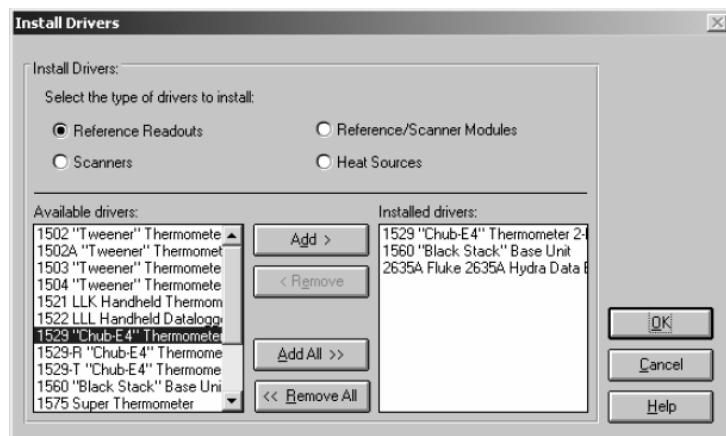 Install Drivers
Install Drivers:
Select the type of drivers to install:
Reference Readouts
Reference/Scanner Modules
Scanners
Heat Sources
Available drivers:
1502 "Tweener" Thermomete
1502A "Tweener" Thermomet
1503 "Tweener" Thermomete
1504 "Tweener" Thermomete
1521 LLK Handheld Thermom
1522 LLL Handheld Datalogg
1529 "Chub-E4" Thermometer
1529-R "Chub-E4" Thermome
1529-T "Chub-E4" Thermome
1560 "Black Stack" Base Uni
1575 Super Thermometer
Add >
< Remove
Add All >>
<< Remove All
Installed drivers:
1529 "Chub-E4" Thermometer 2-
1560 "Black Stack" Base Unit
2635A Fluke 2635A Hydra Data
OK
Cancel
Help